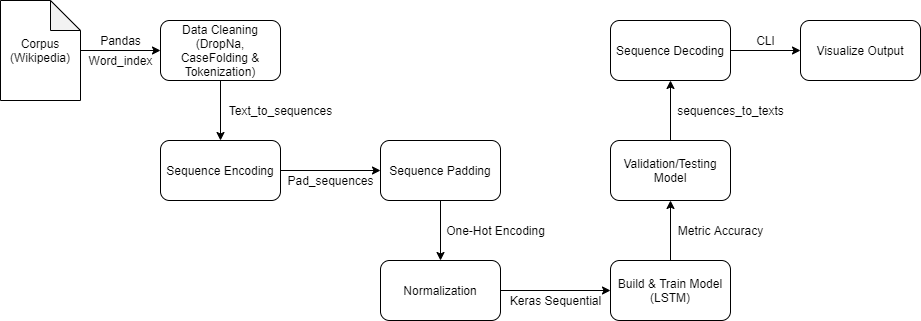 Corpus
(Wikipedia)
Pandas
Word_index
Data Cleaning
(DropNa,
CaseFolding &
Tokenization)
Text_to_sequences
Sequence Encoding
Pad_sequences
Sequence Padding
One-Hot Encoding
Normalization
Keras Sequential
Build & Train Model
(LSTM)
Metric Accuracy
Validation/Testing
Model
sequences_to_texts
Sequence Decoding
CLI
Visualize Output